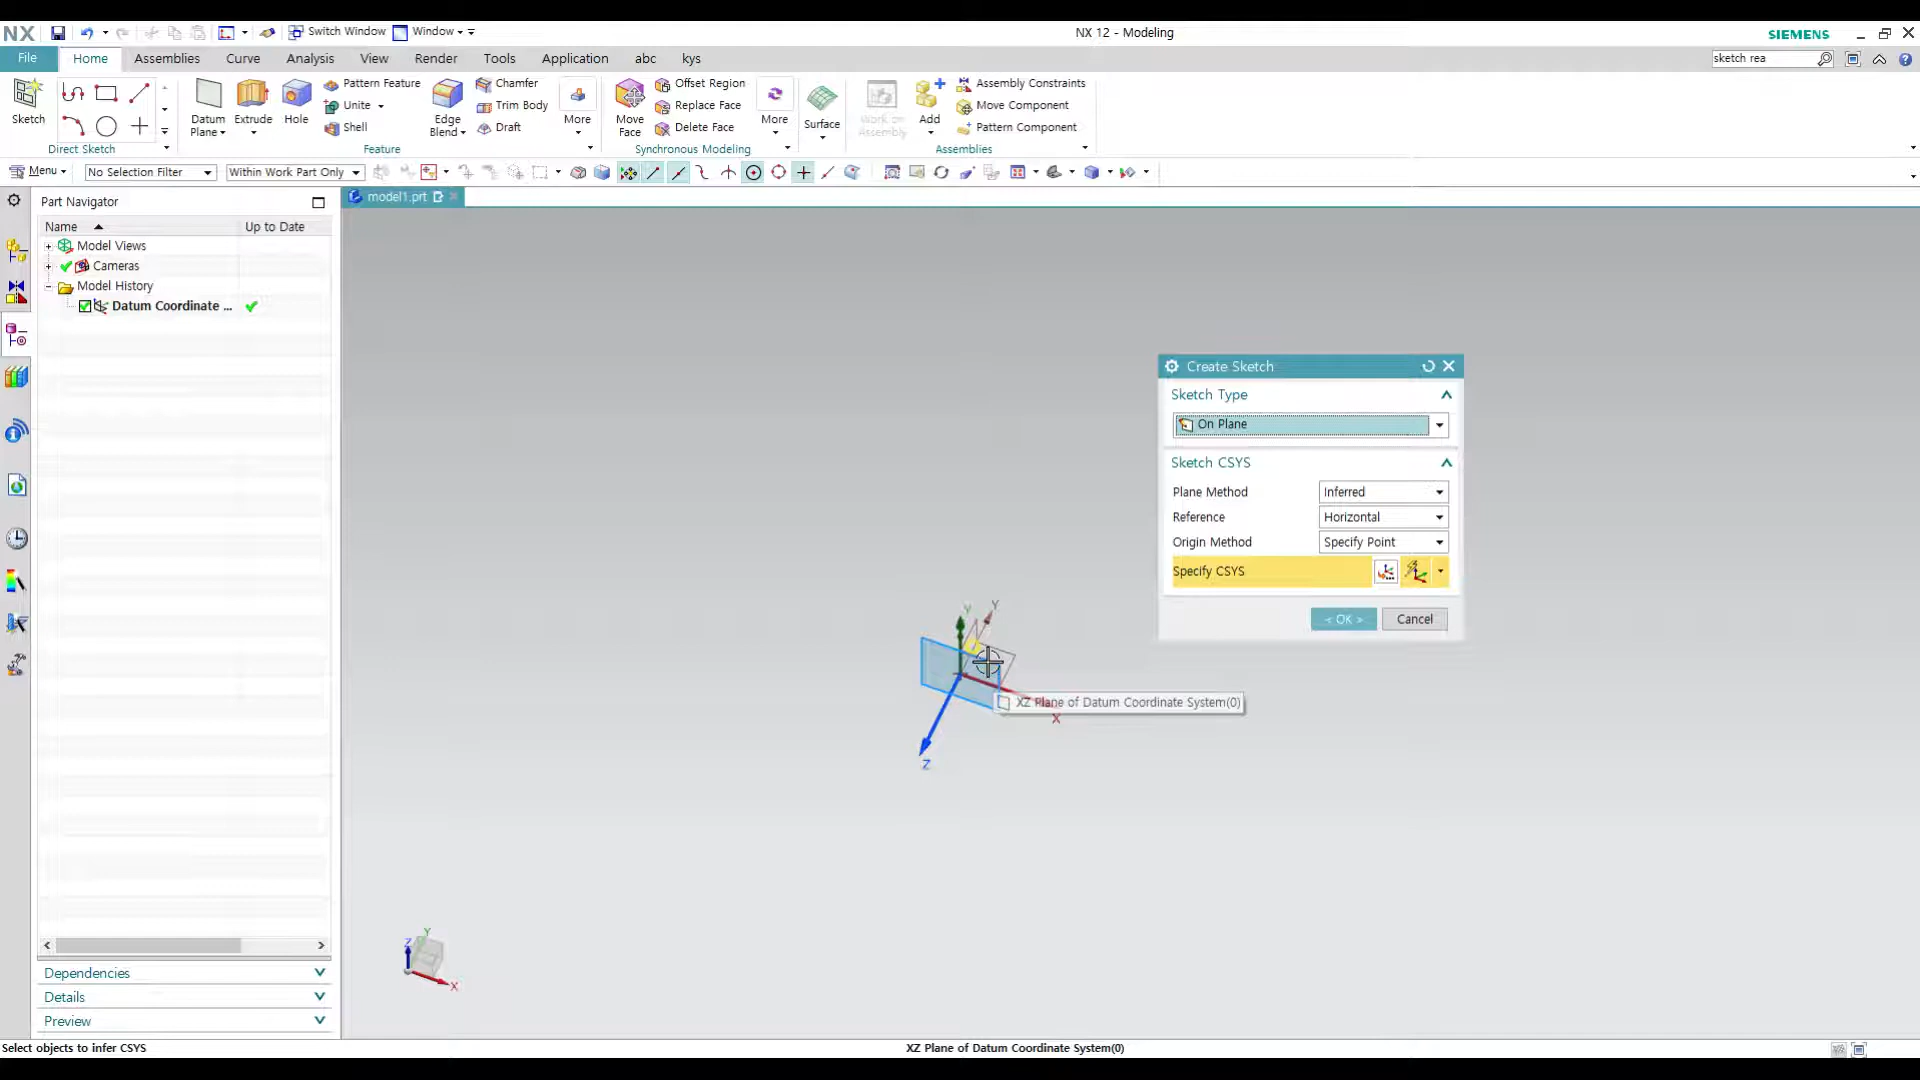 NX
Switch Window
Window
NX 12 - Modeling
SIEMENS
File
Home
Assemblies
Curve
Analysis
View
Render
Tools
Application
abc
kys
sketch rea
Sketch
Direct Sketch
Datum Plane
Extrude
Hole
Pattern Feature
Unite
Shell
Edge Blend
Chamfer
Trim Body
Draft
More
Feature
Move Face
Offset Region
Replace Face
Delete Face
More
Synchronous Modeling
Surface
Work on Assembly
Add
Assembly Constraints
Move Component
Pattern Component
Assemblies
Menu
No Selection Filter
Within Work Part Only
Part Navigator
model1.prt
Name
Up to Date
Model Views
Cameras
Model History
Datum Coordinate ...
Create Sketch
Sketch Type
On Plane
Sketch CSYS
Plane Method
Inferred
Reference
Horizontal
Origin Method
Specify Point
Specify CSYS
< OK >
Cancel
Y
Y
XZ Plane of Datum Coordinate System(0)
X
Z
Y
Z
X
Dependencies
Details
Preview
Select objects to infer CSYS
XZ Plane of Datum Coordinate System(0)